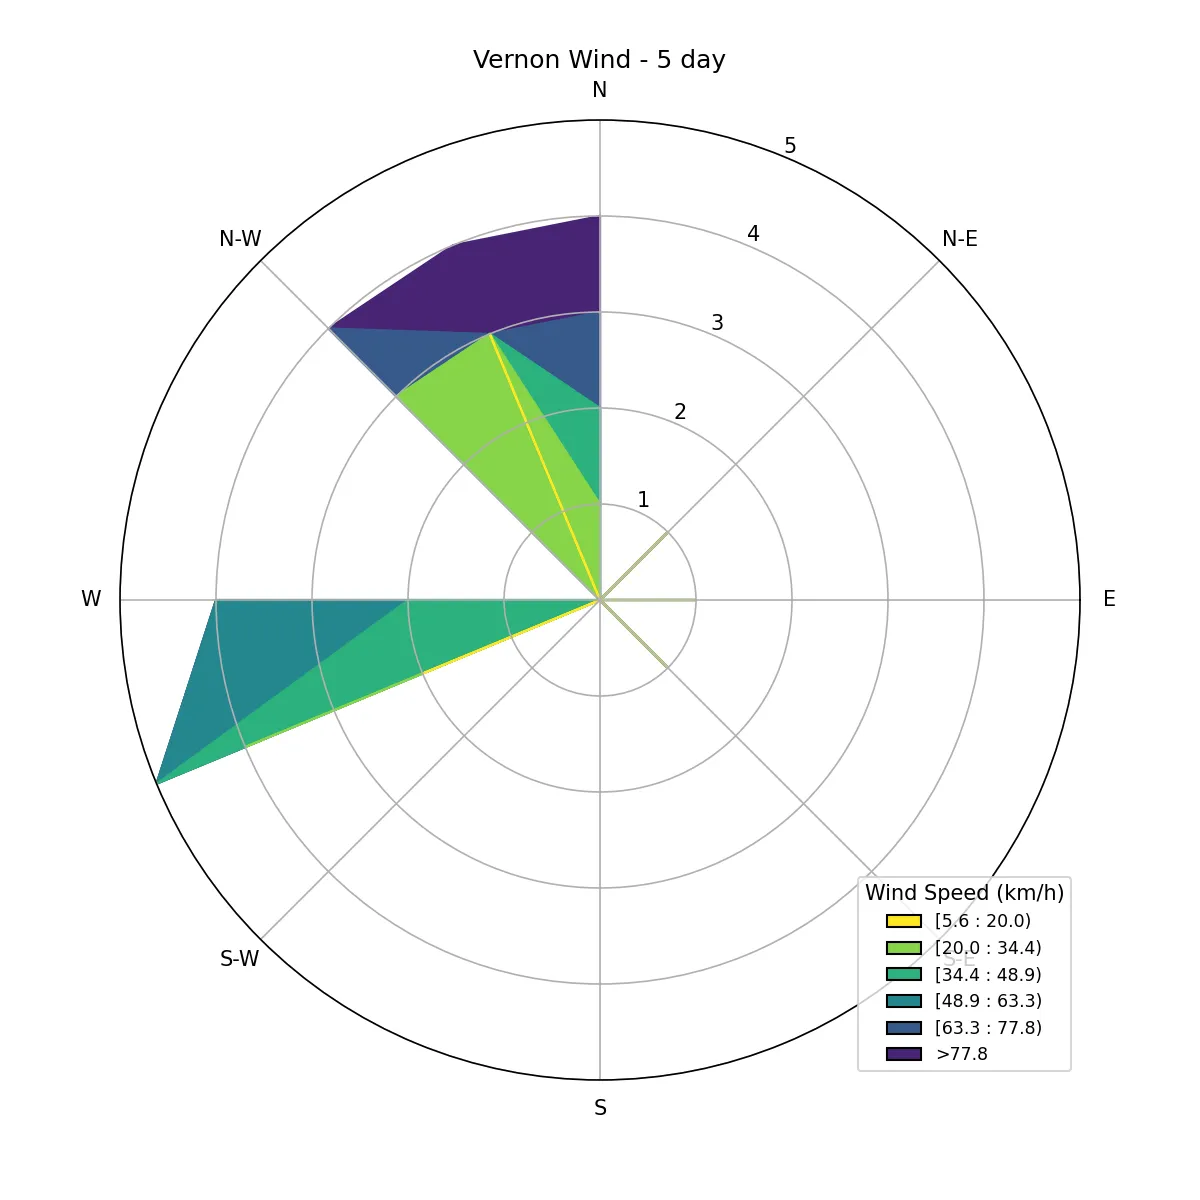 Vernon Wind - 5 day
N
5
4
N-W
N-E
3
2
1
W
E
Wind Speed (km/h)
[5.6 : 20.0)
[20.0 : 34.4)
S-W
S-E
[34.4 : 48.9)
[48.9 : 63.3)
[63.3 : 77.8)
>77.8
S